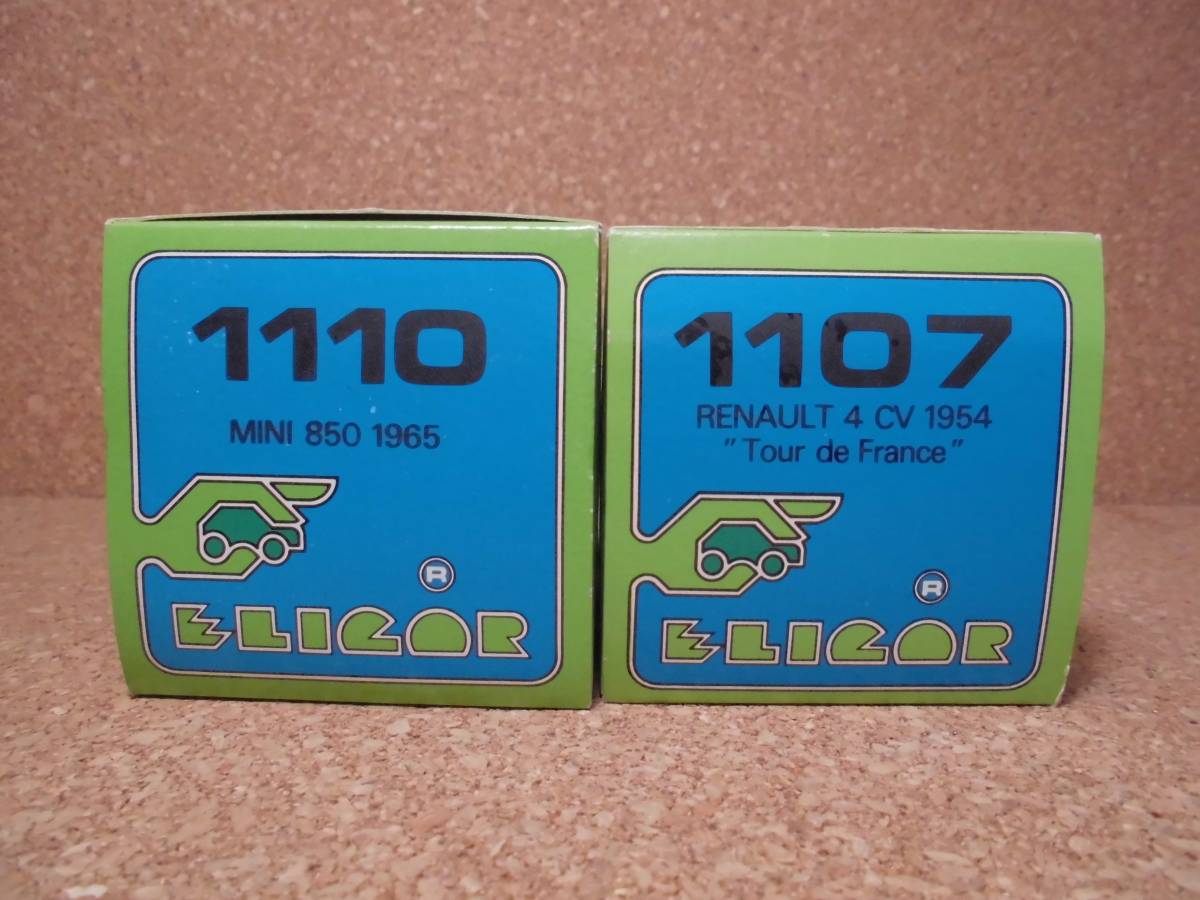 1110
MINI 850 1965
®
ELIGOR
1107
RENAULT 4 CV 1954
"Tour de France"
®
ELIGOR